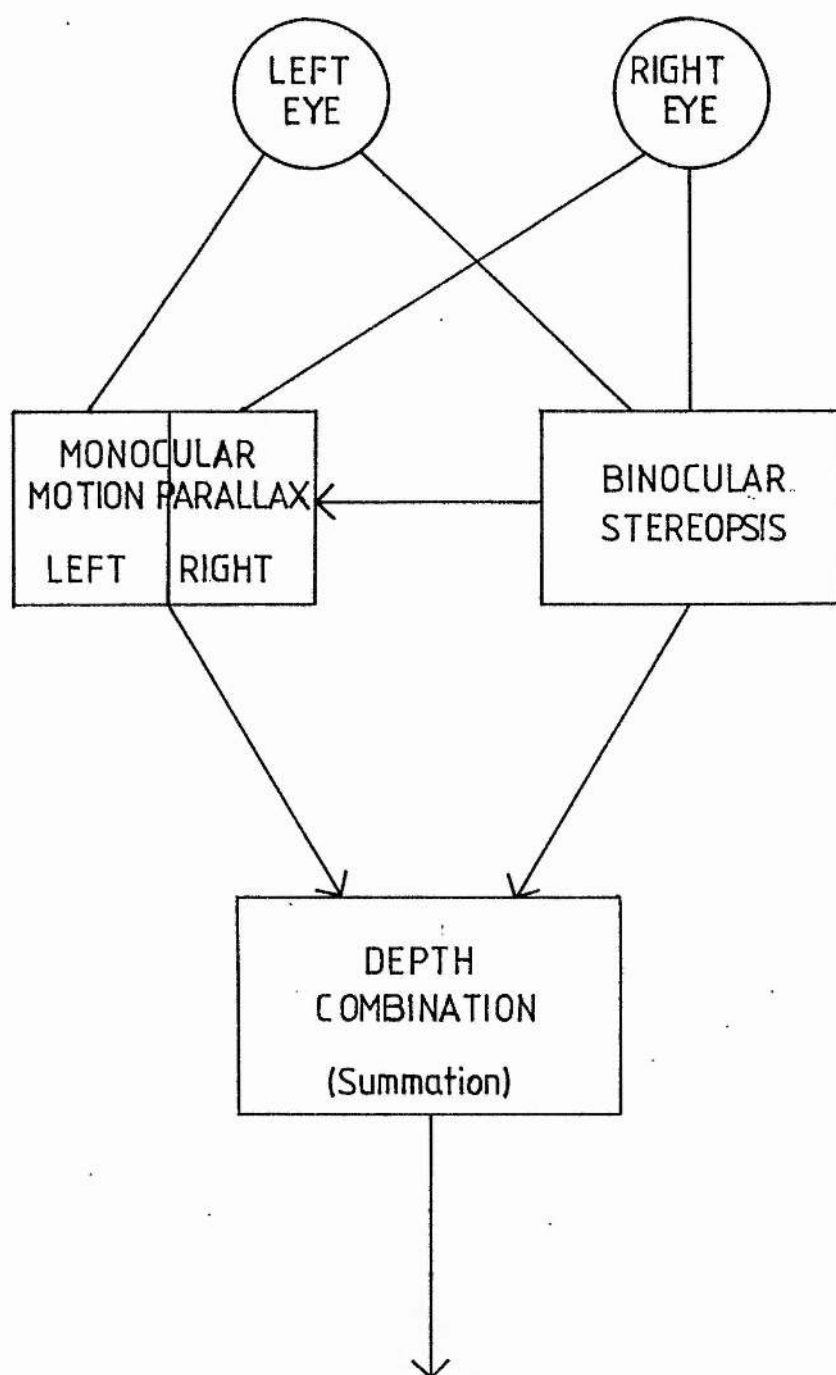 LEFT
EYE
RIGHT
EYE
MONOCULAR
MOTION PARALLAX
LEFT RIGHT
BINOCULAR
STEREOPSIS
DEPTH
COMBINATION
(Summation)